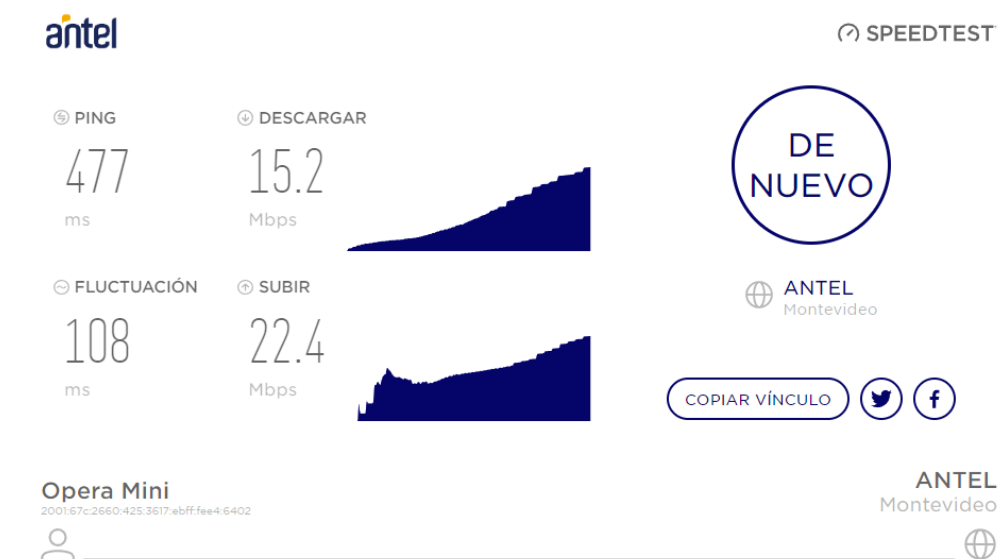 antel
SPEEDTEST
PING
477
ms
DESCARGAR
15.2
Mbps
FLUCTUACIÓN
108
ms
SUBIR
22.4
Mbps
DE
NUEVO
ANTEL
Montevideo
COPIAR VÍNCULO
Opera Mini
2001:67c:2660:425:3617:ebff:fee4:6402
ANTEL
Montevideo